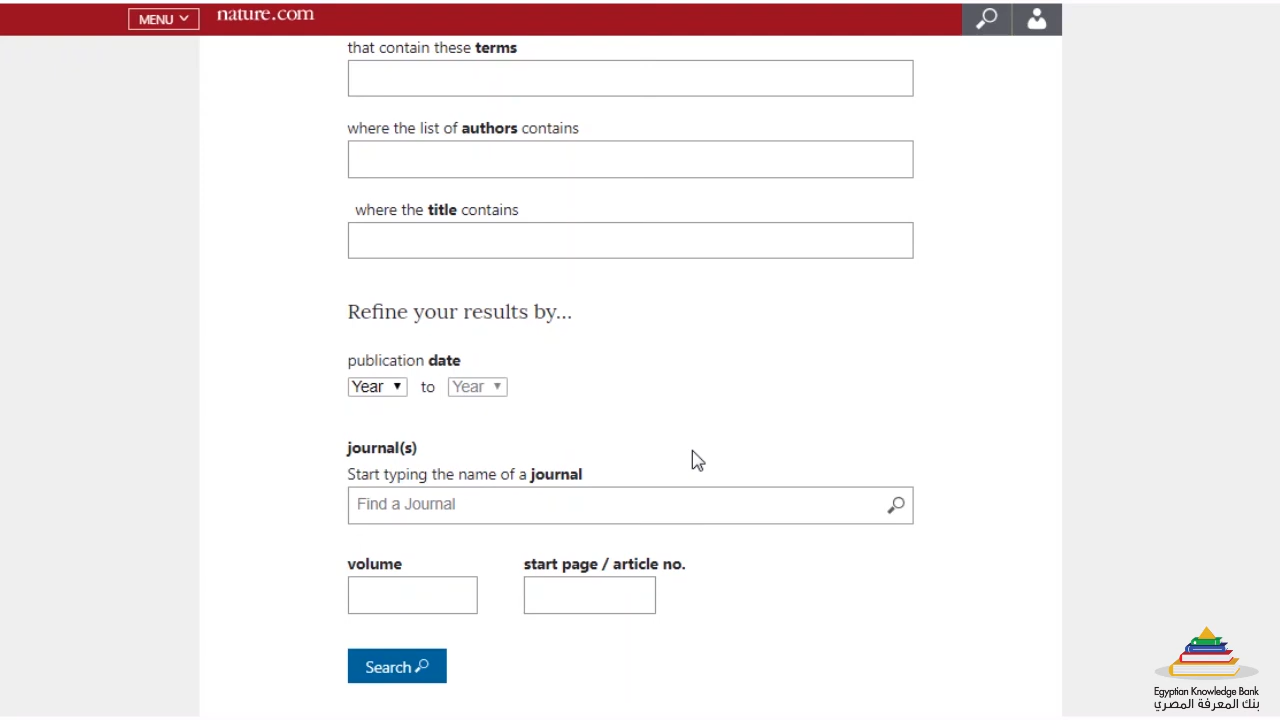 MENU
nature.com
that contain these terms
where the list of authors contains
where the title contains
Refine your results by...
publication date
Year to Year
journal(s)
Start typing the name of a journal
Find a Journal
volume
start page / article no.
Search
Egyptian Knowledge Bank
بنك المعرفة المصري